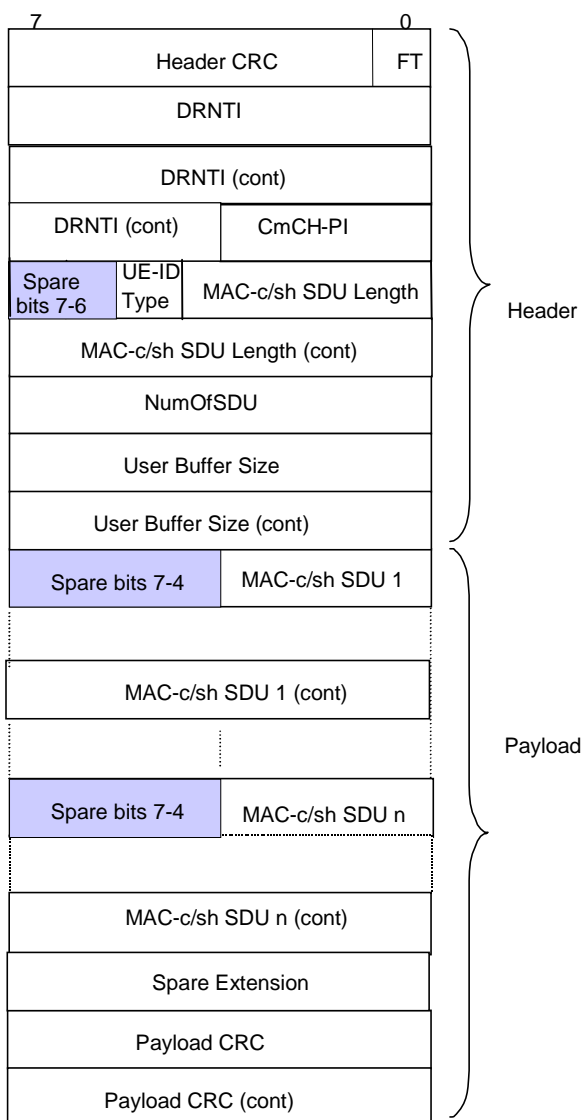 7 0
Header CRC FT
DRNTI
DRNTI (cont)
DRNTI (cont) CmCH-PI
Spare bits 7-6 UE-ID Type MAC-c/sh SDU Length
Header
MAC-c/sh SDU Length (cont)
NumOfSDU
User Buffer Size
User Buffer Size (cont)
Spare bits 7-4 MAC-c/sh SDU 1
MAC-c/sh SDU 1 (cont)
Payload
Spare bits 7-4 MAC-c/sh SDU n
MAC-c/sh SDU n (cont)
Spare Extension
Payload CRC
Payload CRC (cont)